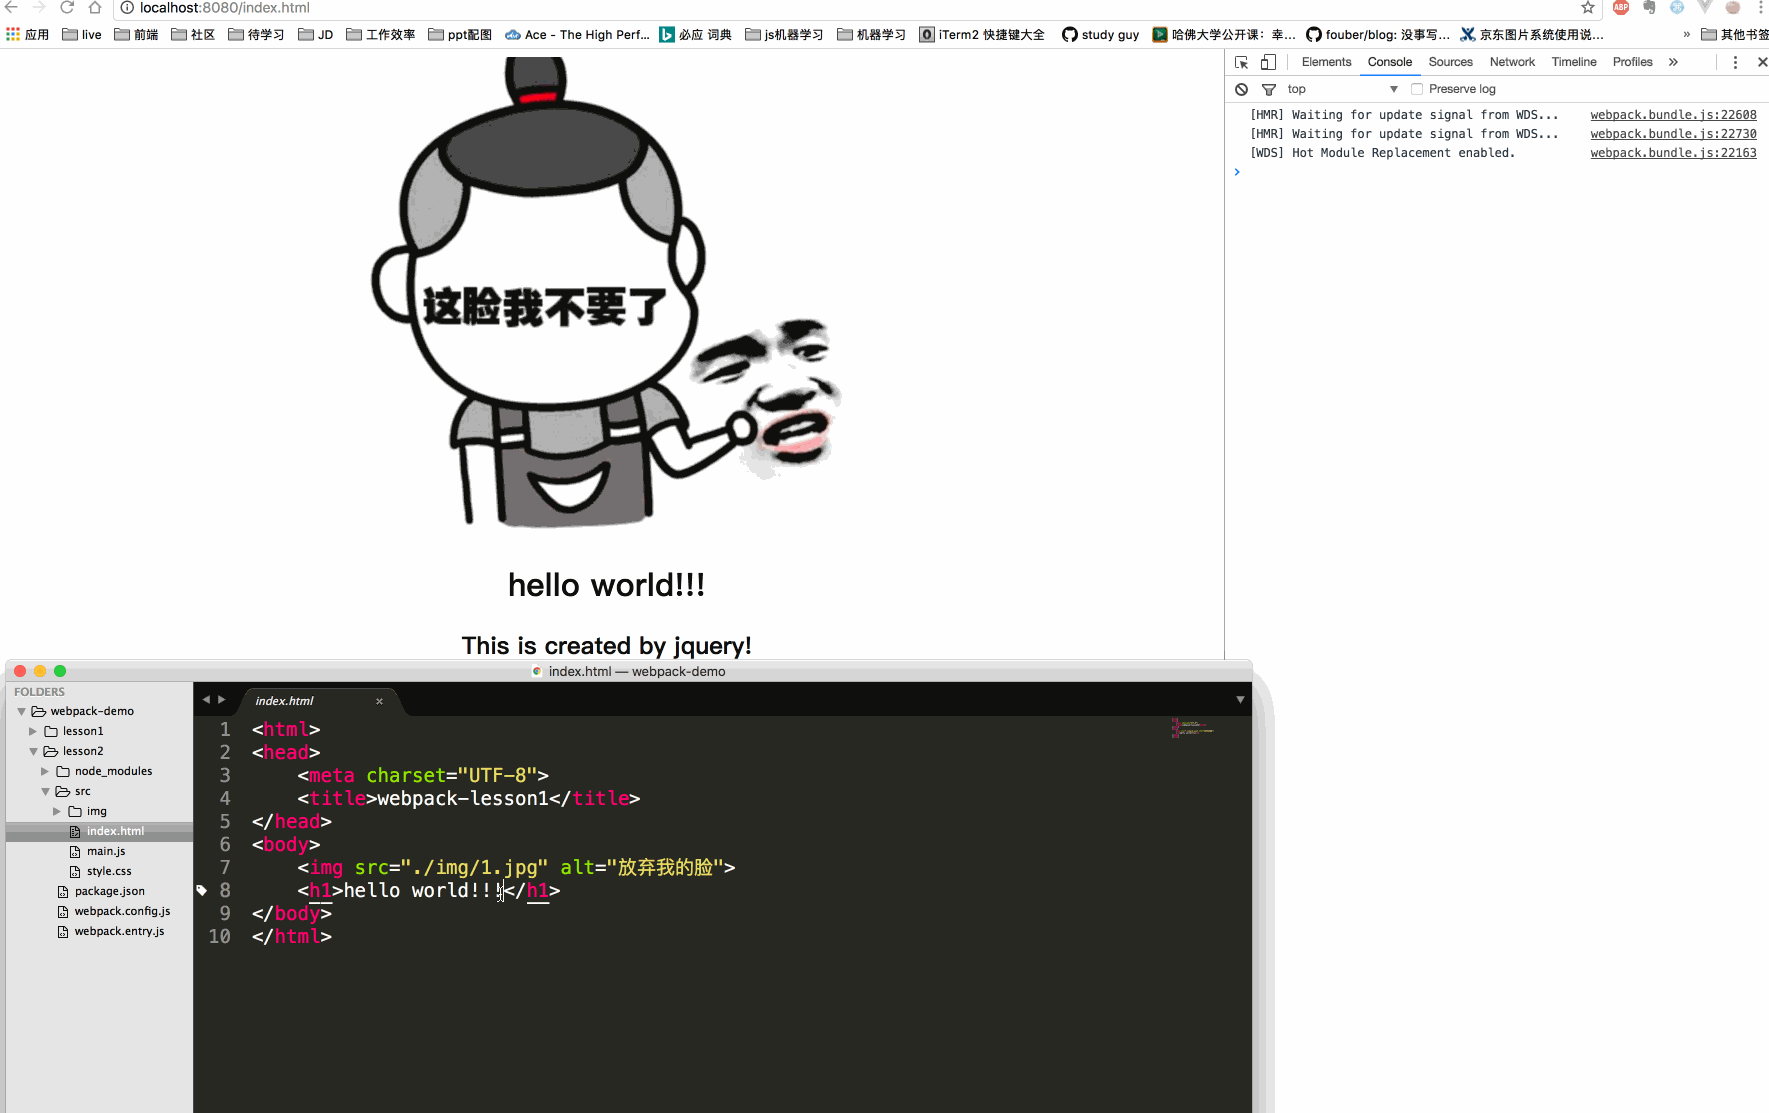 localhost:8080/index.html
应用 live 前端 社区 待学习 JD 工作效率 ppt配图 Ace - The High Perf... 必应 词典 js机器学习 机器学习 iTerm2 快捷键大全 study guy 哈佛大学公开课：幸... fouber/blog: 没事写... 京东图片系统使用说... » 其他书签
Elements Console Sources Network Timeline Profiles »
top Preserve log
[HMR] Waiting for update signal from WDS... webpack.bundle.js:22608
[HMR] Waiting for update signal from WDS... webpack.bundle.js:22730
[WDS] Hot Module Replacement enabled. webpack.bundle.js:22163
ABP
这脸我不要了
hello world!!!
This is created by jquery!
index.html — webpack-demo
FOLDERS
webpack-demo
lesson1
lesson2
node_modules
src
img
index.html
main.js
style.css
package.json
webpack.config.js
webpack.entry.js
index.html
1 <html>
2 <head>
3 <meta charset="UTF-8">
4 <title>webpack-lesson1</title>
5 </head>
6 <body>
7 <img src="./img/1.jpg" alt="放弃我的脸">
8 <h1>hello world!!!</h1>
9 </body>
10 </html>